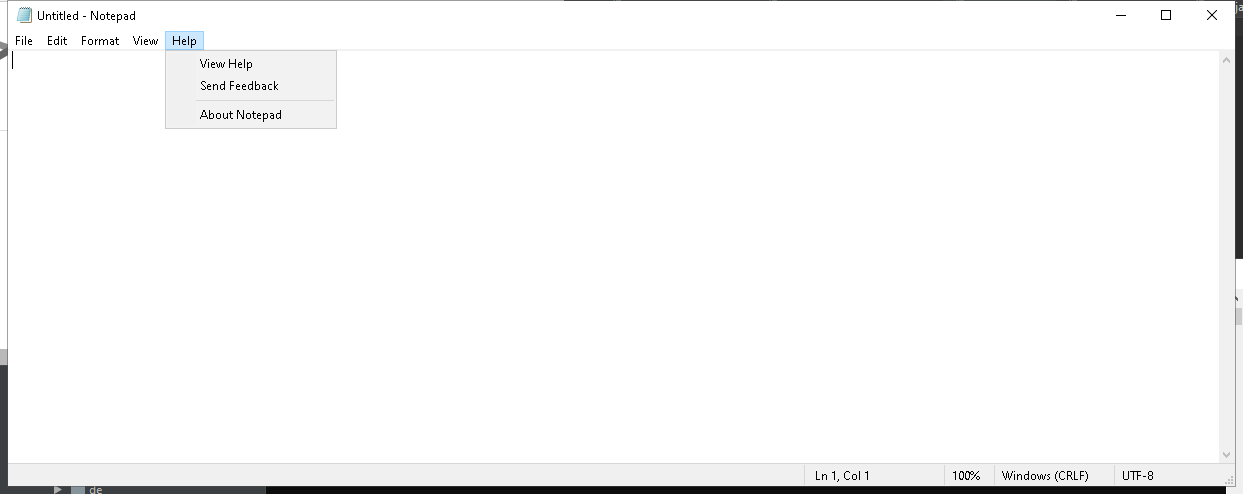 Untitled - Notepad
File Edit Format View Help
View Help
Send Feedback
About Notepad
Ln 1, Col 1 100% Windows (CRLF) UTF-8
de